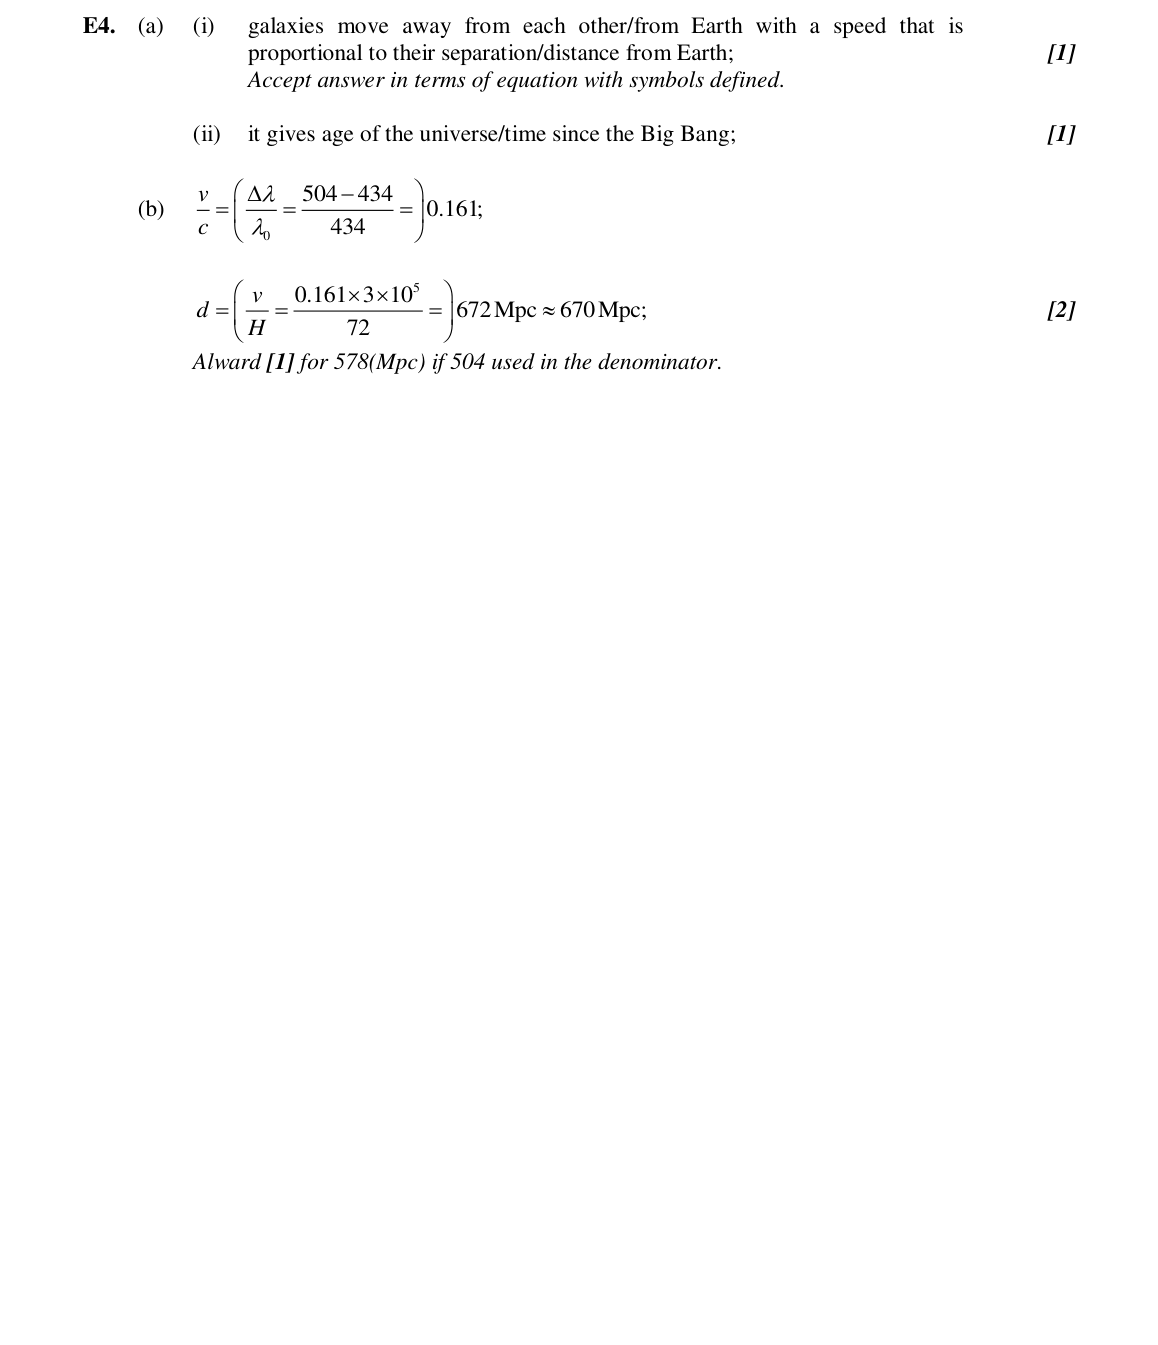 E4. (a) (i) galaxies move away from each other/from Earth with a speed that is
proportional to their separation/distance from Earth; [1]
Accept answer in terms of equation with symbols defined.
(ii) it gives age of the universe/time since the Big Bang; [1]
(b) v/c = (Δλ/λ₀ = (504 − 434)/434 =) 0.161;
d = (v/H = (0.161×3×10⁵)/72 =) 672 Mpc ≈ 670 Mpc; [2]
Alward [1] for 578(Mpc) if 504 used in the denominator.